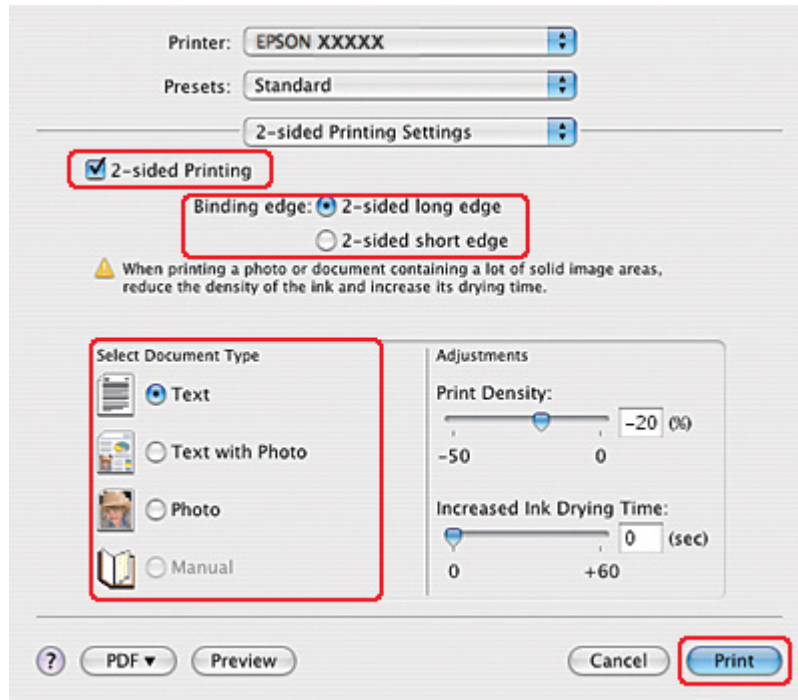 Printer: EPSON XXXXX
Presets: Standard
2-sided Printing Settings
2-sided Printing
Binding edge: 2-sided long edge
2-sided short edge
When printing a photo or document containing a lot of solid image areas,
reduce the density of the ink and increase its drying time.
Select Document Type
Text
Text with Photo
Photo
Manual
Adjustments
Print Density:
-20 (%)
-50 0
Increased Ink Drying Time:
0 (sec)
0 +60
? PDF Preview Cancel Print